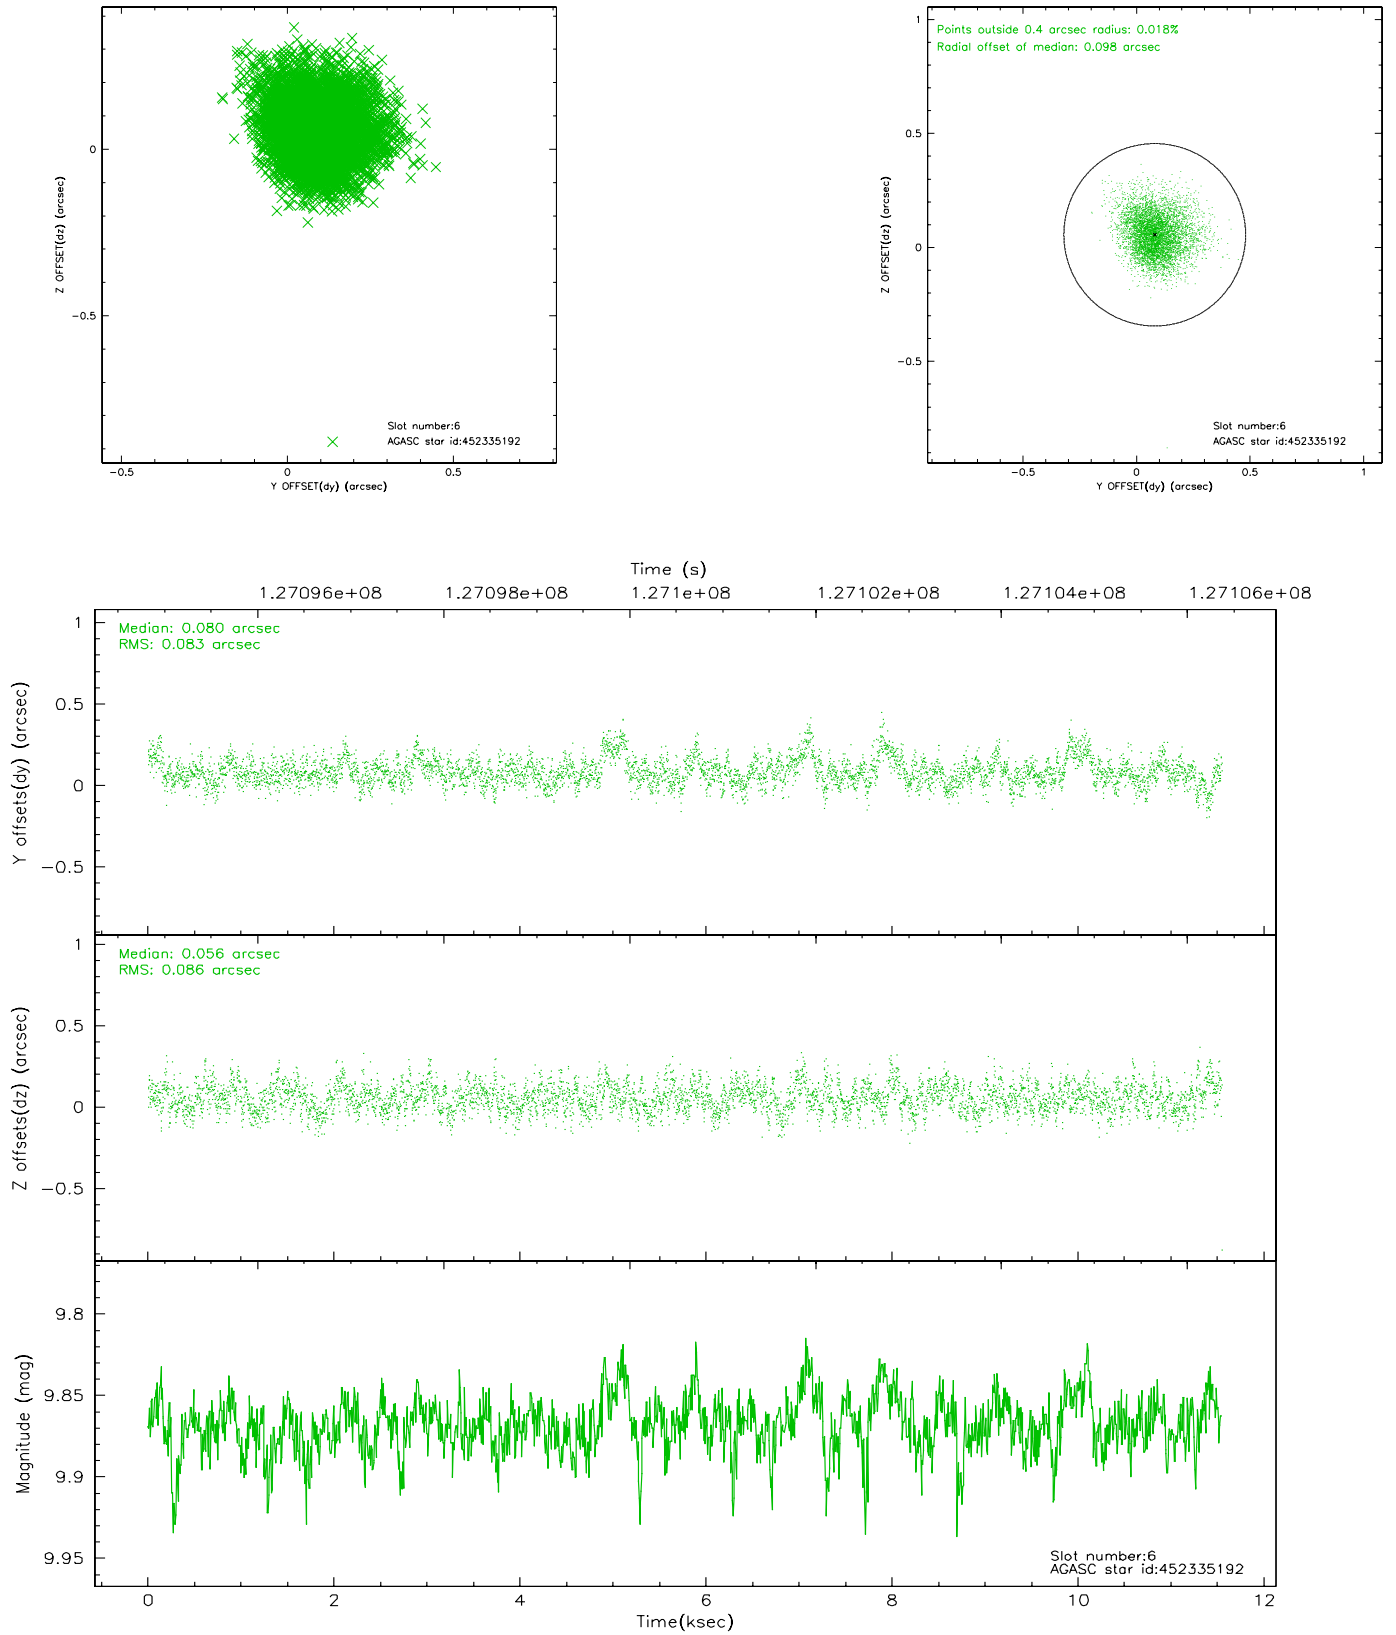 0
-0.5
Z OFFSET(dz) (arcsec)
Slot number:6
AGASC star id:452335192
-0.5 0 0.5
Y OFFSET(dy) (arcsec)
Points outside 0.4 arcsec radius: 0.018%
Radial offset of median: 0.098 arcsec
1
0.5
0
-0.5
Z OFFSET(dz) (arcsec)
Slot number:6
AGASC star id:452335192
-0.5 0 0.5 1
Y OFFSET(dy) (arcsec)
Time (s)
1.27096e+08 1.27098e+08 1.271e+08 1.27102e+08 1.27104e+08 1.27106e+08
Median: 0.080 arcsec
RMS: 0.083 arcsec
1
0.5
0
-0.5
Y offsets(dy) (arcsec)
Median: 0.056 arcsec
RMS: 0.086 arcsec
1
0.5
0
-0.5
Z offsets(dz) (arcsec)
9.8
9.85
9.9
9.95
Magnitude (mag)
Slot number:6
AGASC star id:452335192
0 2 4 6 8 10 12
Time(ksec)